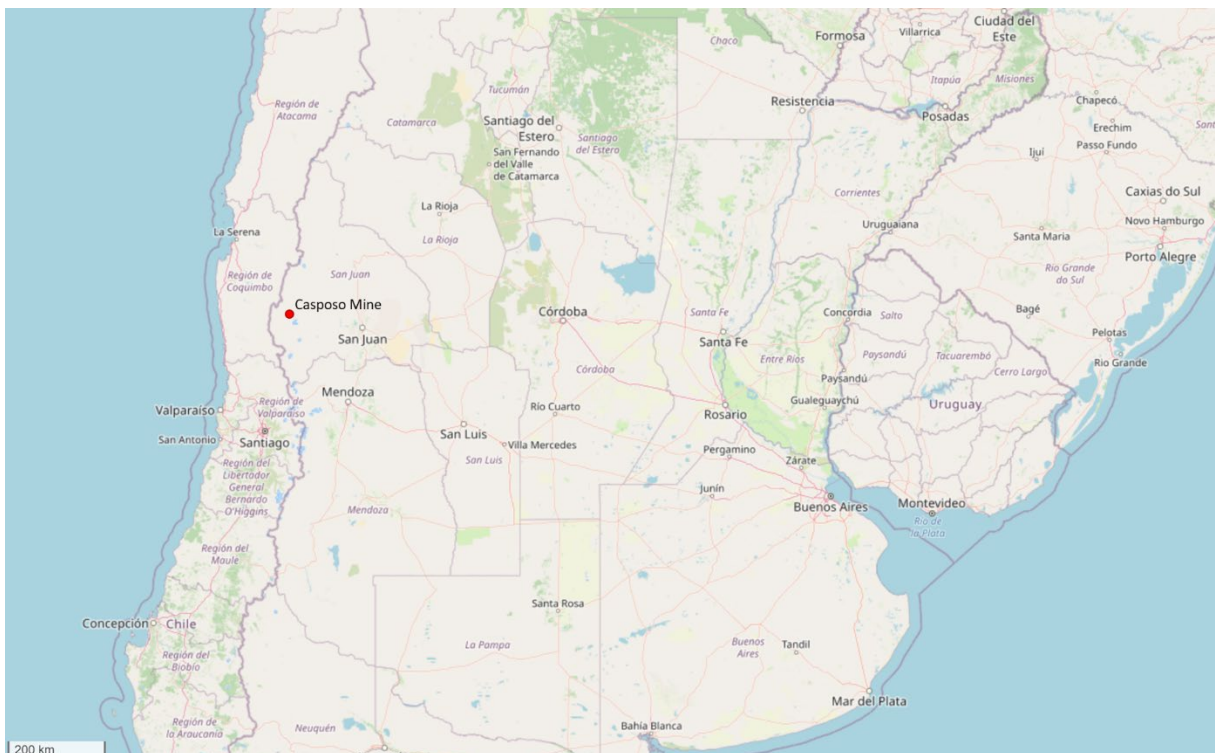 Ciudad del
Este
Formosa
Villarrica
Chaco
Región de
Atacama
Tucumán
Itapúa
Misiones
Catamarca
Resistencia
Posadas
Chapecó
Santiago del
Estero
Santiago
del Estero
Erechim
Passo Fundo
Ijuí
San Fernando
del Valle
de Catamarca
Corrientes
Caxias do Sul
La Rioja
La Rioja
Uruguaiana
Novo Hamburgo
La Serena
Santa Maria
Porto Alegre
San Juan
Región de
Coquimbo
Rio Grande
do Sul
Casposo Mine
Córdoba
Santa Fe
Concordia
Salto
Bagé
San Juan
Santa Fe
Pelotas
Entre Ríos
Paysandú
Tacuarembó
Cerro Largo
Rio Grande
Córdoba
Paysandú
Mendoza
Región de
Valparaíso
Gualeguaychú
Uruguay
Valparaíso
Río Cuarto
Rosario
San Antonio
Santiago
San Luis
Villa Mercedes
Pergamino
San Luis
Zárate
Región del
Libertador
General
Bernardo
O'Higgins
Junín
Buenos Aires
Montevideo
Mendoza
Río de
la Plata
Región del
Maule
Santa Rosa
Concepción
Chile
La Pampa
Buenos
Aires
Tandil
Región del
Biobío
Mar del Plata
Región de
la Araucanía
Neuquén
Bahía Blanca
200 km